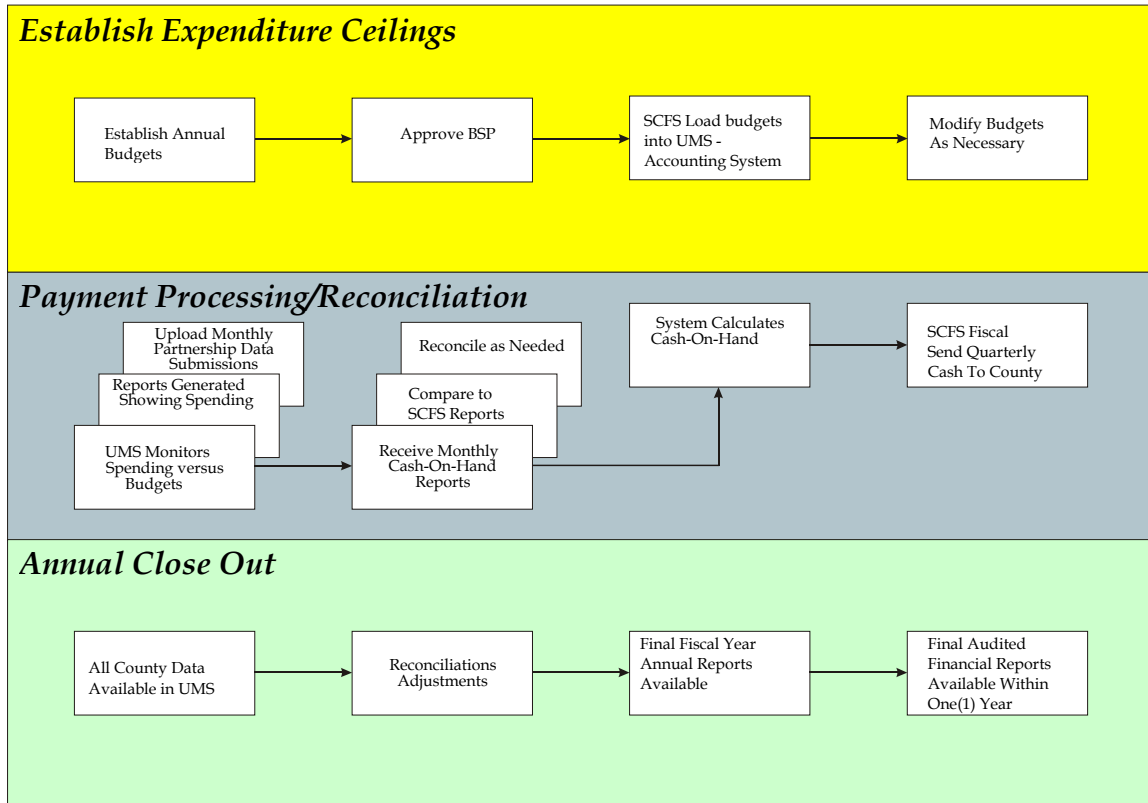 Establish Expenditure Ceilings
Establish Annual
Budgets
Approve BSP
SCFS Load budgets
into UMS -
Accounting System
Modify Budgets
As Necessary
Payment Processing/Reconciliation
Upload Monthly
Partnership Data
Submissions
Reports Generated
Showing Spending
UMS Monitors
Spending versus
Budgets
Reconcile as Needed
Compare to
SCFS Reports
Receive Monthly
Cash-On-Hand
Reports
System Calculates
Cash-On-Hand
SCFS Fiscal
Send Quarterly
Cash To County
Annual Close Out
All County Data
Available in UMS
Reconciliations
Adjustments
Final Fiscal Year
Annual Reports
Available
Final Audited
Financial Reports
Available Within
One(1) Year